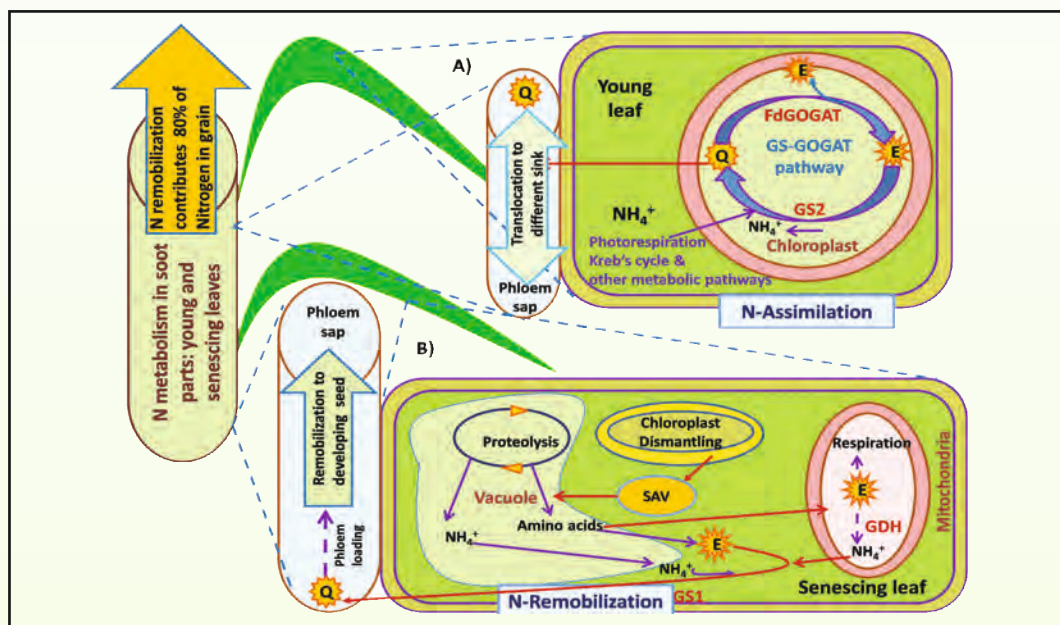 N remobilization
contributes 80% of
Nitrogen in grain
N metabolism in soot
parts: young and
senescing leaves
A)
Q
Translocation to
different sink
Phloem
sap
Young
leaf
E
FdGOGAT
Q
GS-GOGAT
pathway
E
GS2
NH₄⁺
NH₄⁺
Chloroplast
Photorespiration
Kreb's cycle &
other metabolic pathways
N-Assimilation
B)
Phloem
sap
Remobilization to
developing seed
Phloem
loading
Q
Proteolysis
Vacuole
NH₄⁺
Amino acids
Chloroplast
Dismantling
SAV
E
NH₄⁺
GS1
Respiration
E
GDH
NH₄⁺
Mitochondria
Senescing leaf
N-Remobilization